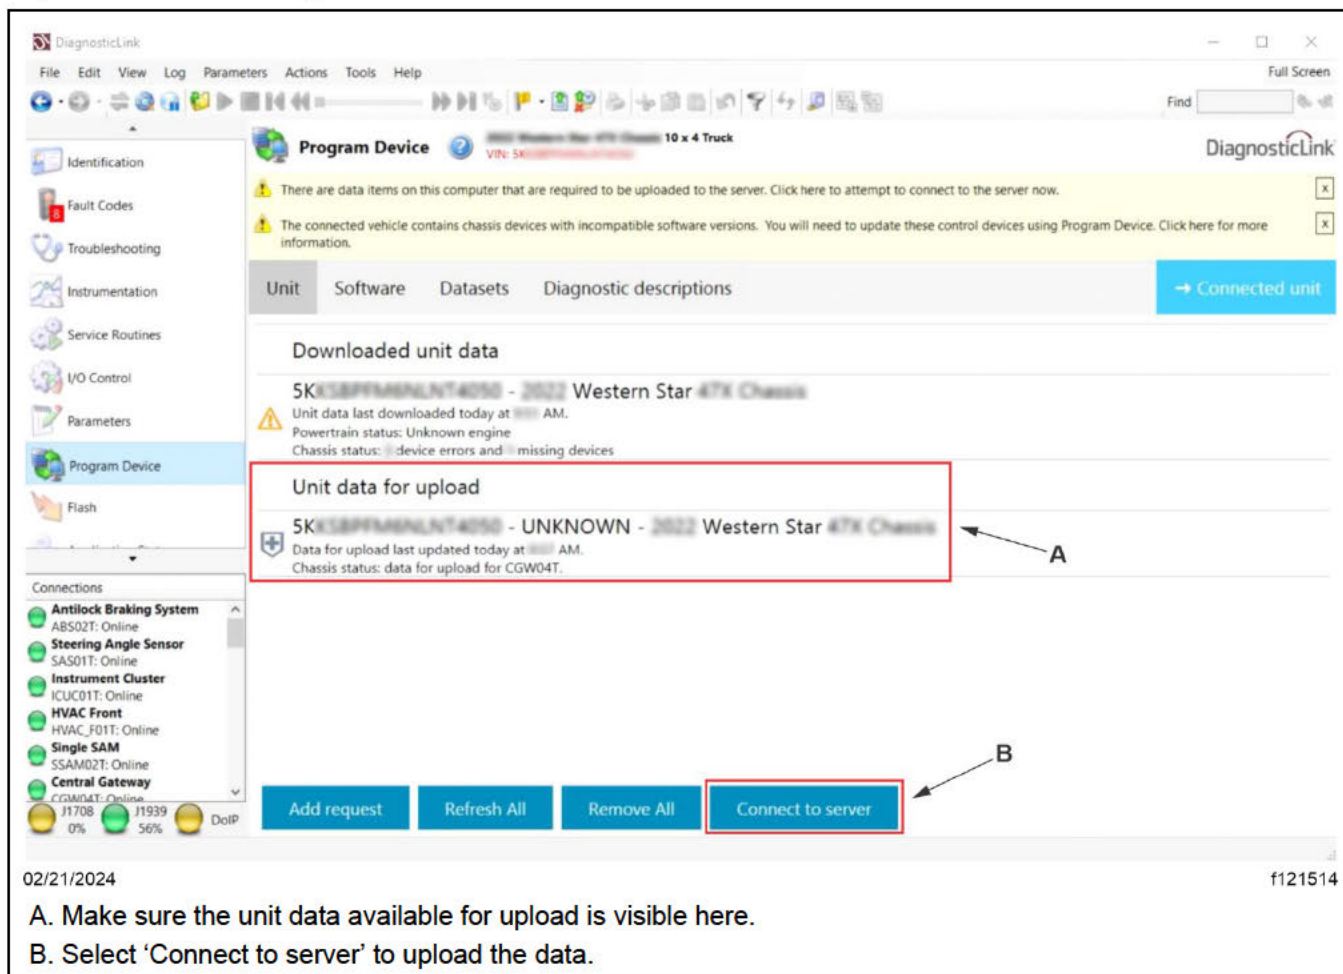 DiagnosticLink
File Edit View Log Parameters Actions Tools Help
Full Screen
Find
Identification
8
Fault Codes
Troubleshooting
Instrumentation
Service Routines
I/O Control
Parameters
Program Device
Flash
Connections
Antilock Braking System
ABS02T: Online
Steering Angle Sensor
SAS01T: Online
Instrument Cluster
ICUC01T: Online
HVAC Front
HVAC_F01T: Online
Single SAM
SSAM02T: Online
Central Gateway
CGW04T: Online
J1708 J1939 DoIP
0% 56%
Program Device 10 x 4 Truck
VIN: 5K
DiagnosticLink
There are data items on this computer that are required to be uploaded to the server. Click here to attempt to connect to the server now.
x
The connected vehicle contains chassis devices with incompatible software versions. You will need to update these control devices using Program Device. Click here for more
information.
x
Unit Software Datasets Diagnostic descriptions → Connected unit
Downloaded unit data
5K - Western Star
Unit data last downloaded today at AM.
Powertrain status: Unknown engine
Chassis status: device errors and missing devices
Unit data for upload
5K - UNKNOWN - Western Star
Data for upload last updated today at AM.
Chassis status: data for upload for CGW04T.
A
B
Add request Refresh All Remove All Connect to server
02/21/2024 f121514
A. Make sure the unit data available for upload is visible here.
B. Select ‘Connect to server’ to upload the data.